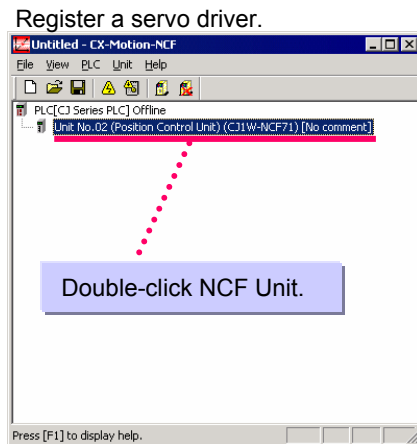 Register a servo driver.
Untitled - CX-Motion-NCF
File View PLC Unit Help
PLC[CJ Series PLC] Offline
Unit No.02 (Position Control Unit) (CJ1W-NCF71) [No comment]
Double-click NCF Unit.
Press [F1] to display help.